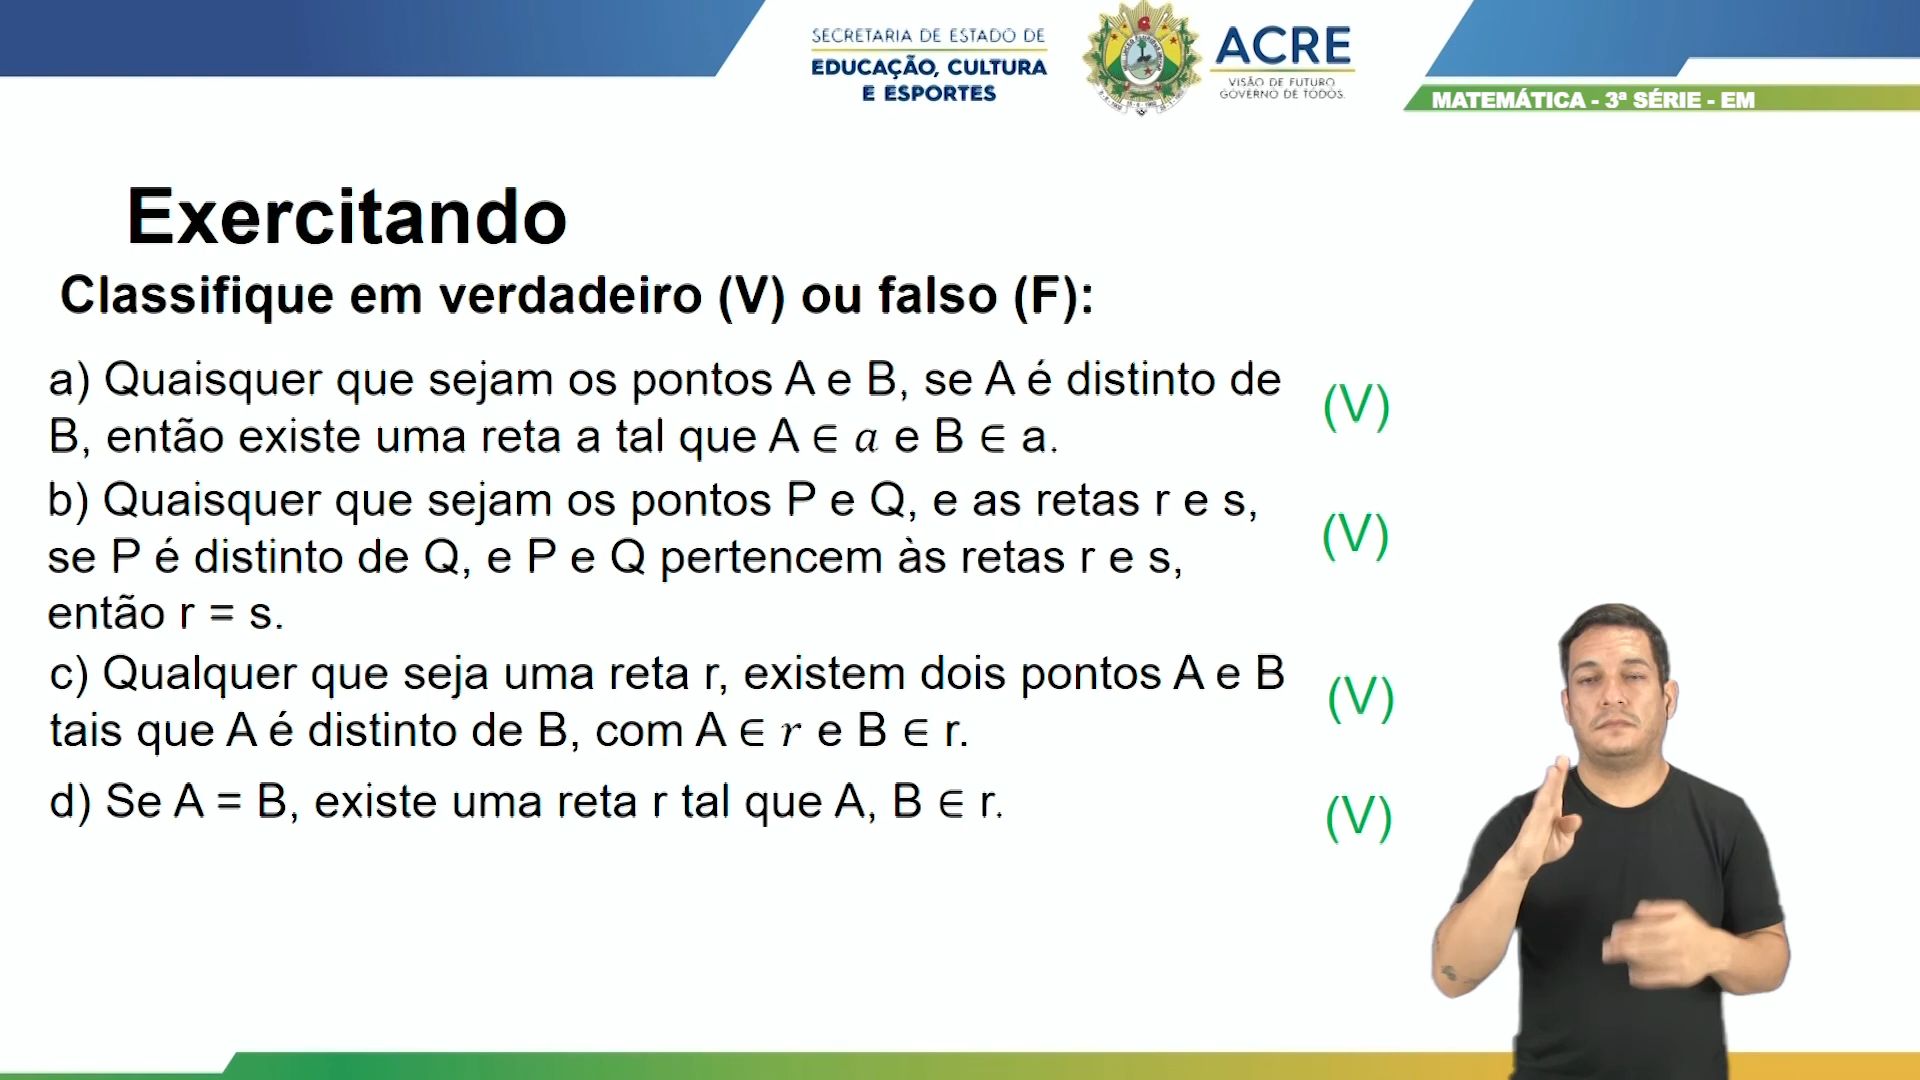 SECRETARIA DE ESTADO DE
EDUCAÇÃO, CULTURA
E ESPORTES
ACRE
VISÃO DE FUTURO
GOVERNO DE TODOS.
MATEMÁTICA - 3ª SÉRIE - EM
Exercitando
Classifique em verdadeiro (V) ou falso (F):
a) Quaisquer que sejam os pontos A e B, se A é distinto de
B, então existe uma reta a tal que A ∈ a e B ∈ a.
(V)
b) Quaisquer que sejam os pontos P e Q, e as retas r e s,
se P é distinto de Q, e P e Q pertencem às retas r e s,
então r = s.
(V)
c) Qualquer que seja uma reta r, existem dois pontos A e B
tais que A é distinto de B, com A ∈ r e B ∈ r.
(V)
d) Se A = B, existe uma reta r tal que A, B ∈ r.
(V)